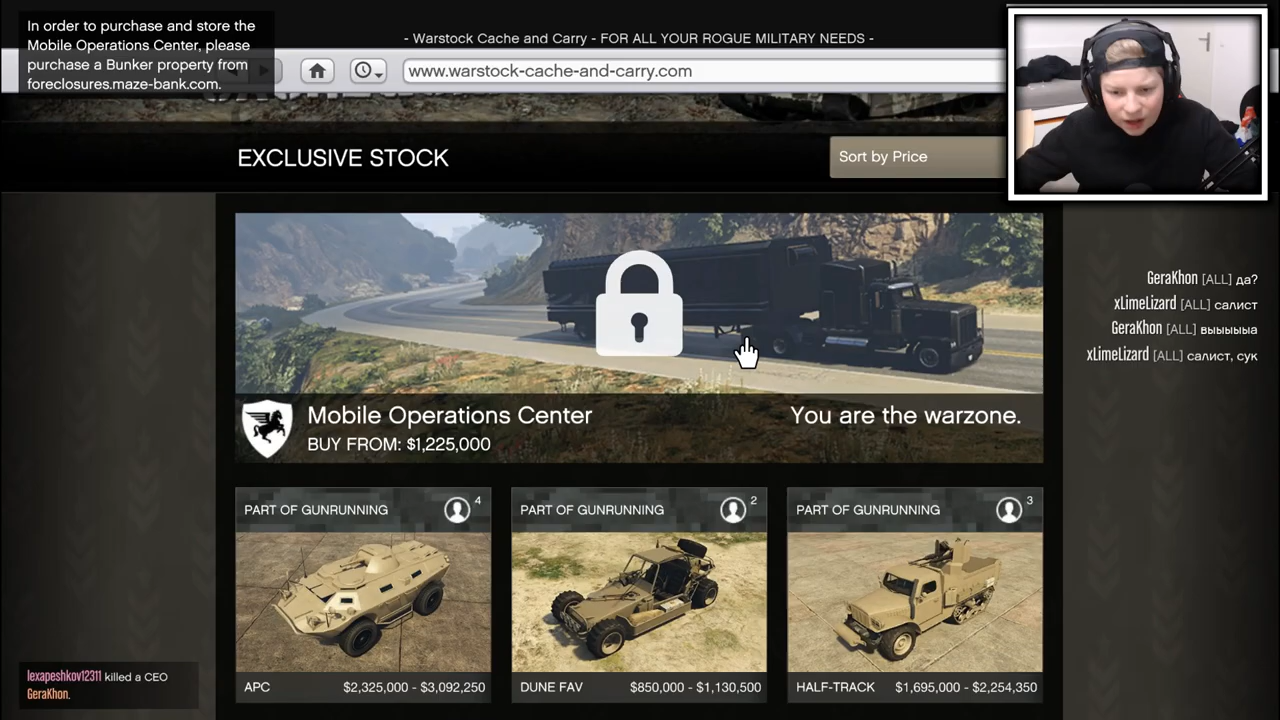 In order to purchase and store the
Mobile Operations Center, please
purchase a Bunker property from
foreclosures.maze-bank.com.
- Warstock Cache and Carry - FOR ALL YOUR ROGUE MILITARY NEEDS -
www.warstock-cache-and-carry.com
EXCLUSIVE STOCK
Sort by Price
Mobile Operations Center
BUY FROM: $1,225,000
You are the warzone.
GeraKhon [ALL] да?
xLimeLizard [ALL] салист
GeraKhon [ALL] выыыыыа
xLimeLizard [ALL] салист, сук
PART OF GUNRUNNING 4
APC $2,325,000 - $3,092,250
PART OF GUNRUNNING 2
DUNE FAV $850,000 - $1,130,500
PART OF GUNRUNNING 3
HALF-TRACK $1,695,000 - $2,254,350
lexapeshkov12311 killed a CEO
GeraKhon.